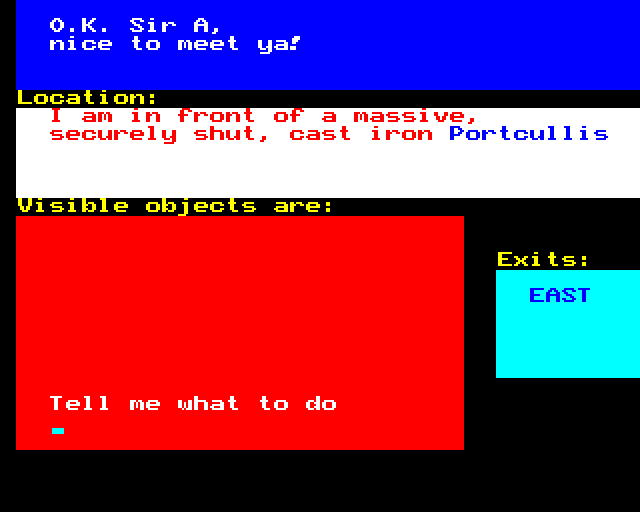 O.K. Sir A,
nice to meet ya!
Location:
I am in front of a massive,
securely shut, cast iron Portcullis
Visible objects are:
Exits:
EAST
Tell me what to do